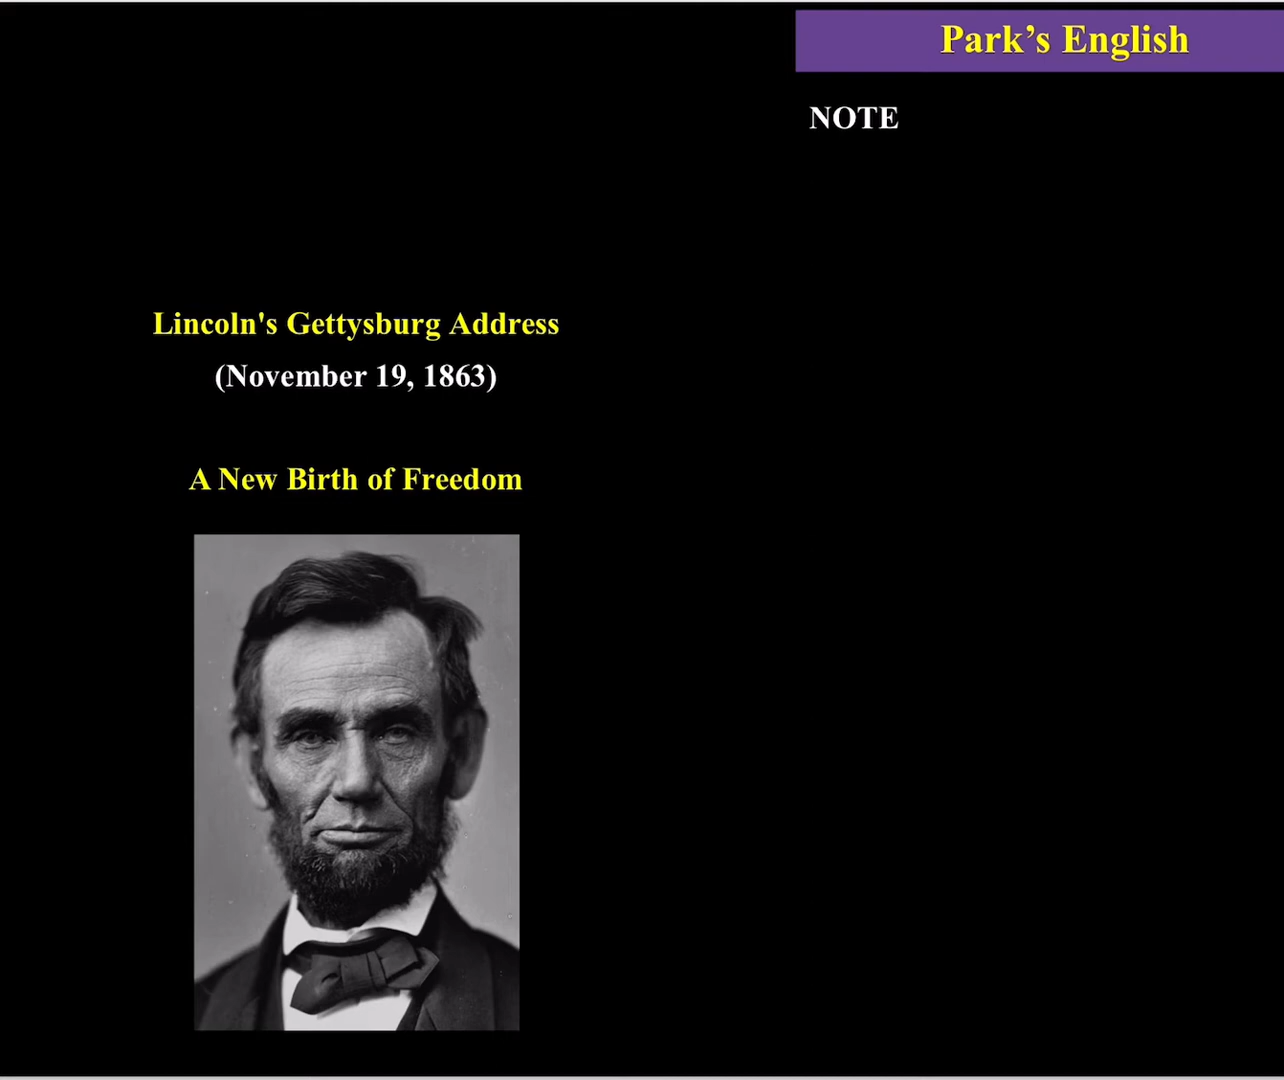 Park’s English
NOTE
Lincoln's Gettysburg Address
(November 19, 1863)
A New Birth of Freedom